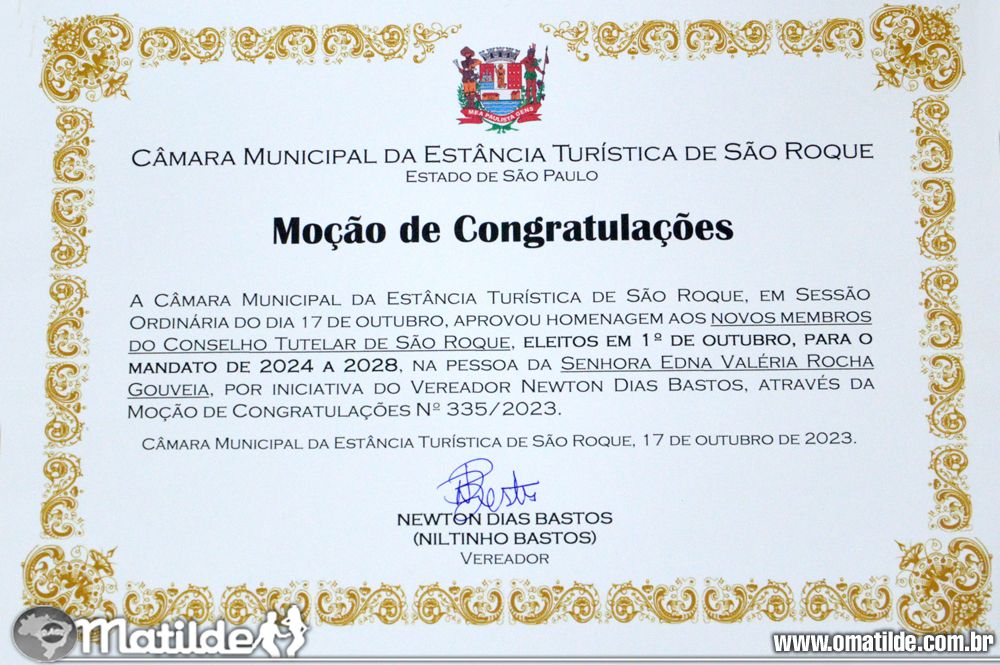 MEA PAULISTA GENS
CÂMARA MUNICIPAL DA ESTÂNCIA TURÍSTICA DE SÃO ROQUE
ESTADO DE SÃO PAULO
Moção de Congratulações
A CÂMARA MUNICIPAL DA ESTÂNCIA TURÍSTICA DE SÃO ROQUE, EM SESSÃO
ORDINÁRIA DO DIA 17 DE OUTUBRO, APROVOU HOMENAGEM AOS NOVOS MEMBROS
DO CONSELHO TUTELAR DE SÃO ROQUE, ELEITOS EM 1º DE OUTUBRO, PARA O
MANDATO DE 2024 A 2028, NA PESSOA DA SENHORA EDNA VALÉRIA ROCHA
GOUVEIA, POR INICIATIVA DO VEREADOR NEWTON DIAS BASTOS, ATRAVÉS DA
MOÇÃO DE CONGRATULAÇÕES Nº 335/2023.
CÂMARA MUNICIPAL DA ESTÂNCIA TURÍSTICA DE SÃO ROQUE, 17 DE OUTUBRO DE 2023.
NEWTON DIAS BASTOS
(NILTINHO BASTOS)
VEREADOR
Matilde
www.omatilde.com.br